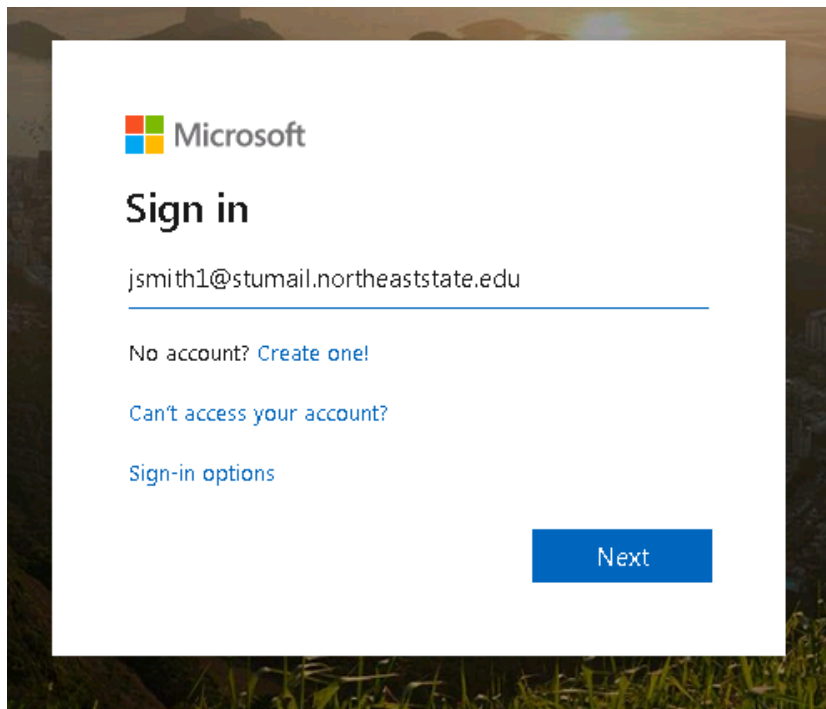 Microsoft
Sign in
jsmith1@stumail.northeaststate.edu
No account? Create one!
Can't access your account?
Sign-in options
Next